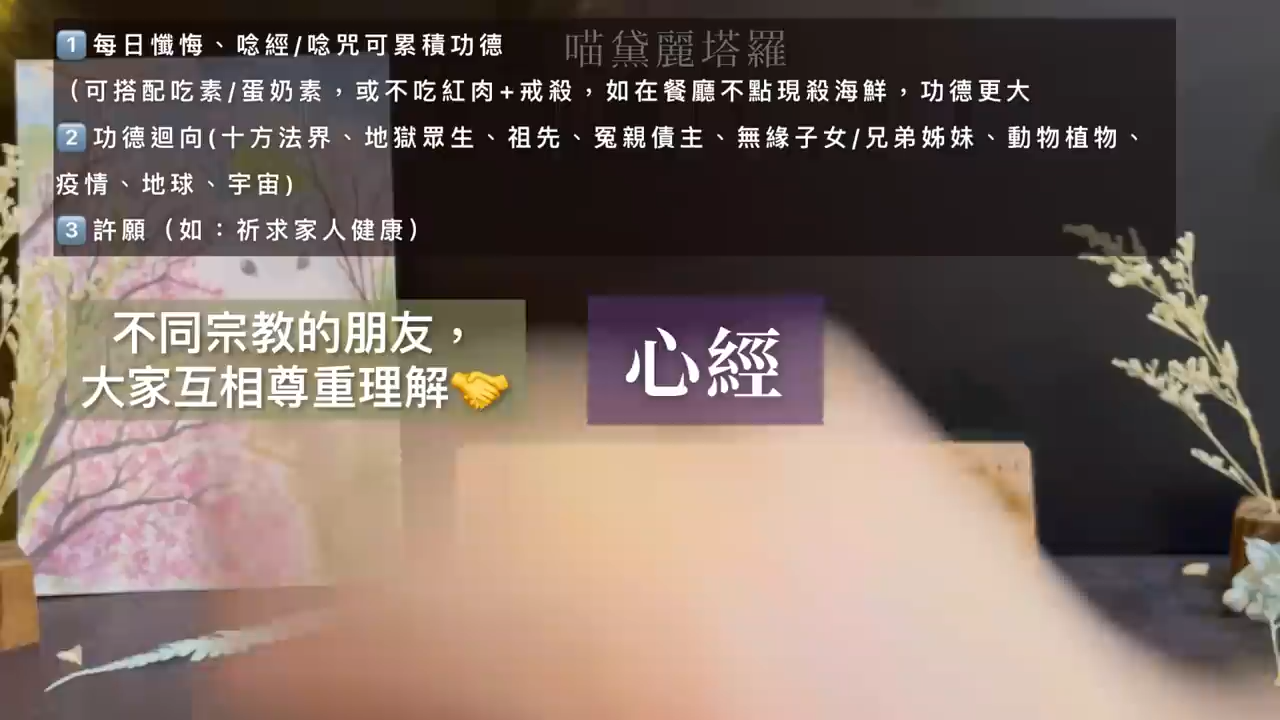 1 每日懺悔、唸經/唸咒可累積功德
喵黛麗塔羅
（可搭配吃素/蛋奶素，或不吃紅肉+戒殺，如在餐廳不點現殺海鮮，功德更大
2 功德迴向(十方法界、地獄眾生、祖先、冤親債主、無緣子女/兄弟姊妹、動物植物、
疫情、地球、宇宙)
3 許願（如：祈求家人健康）
不同宗教的朋友，
大家互相尊重理解🤝
心經